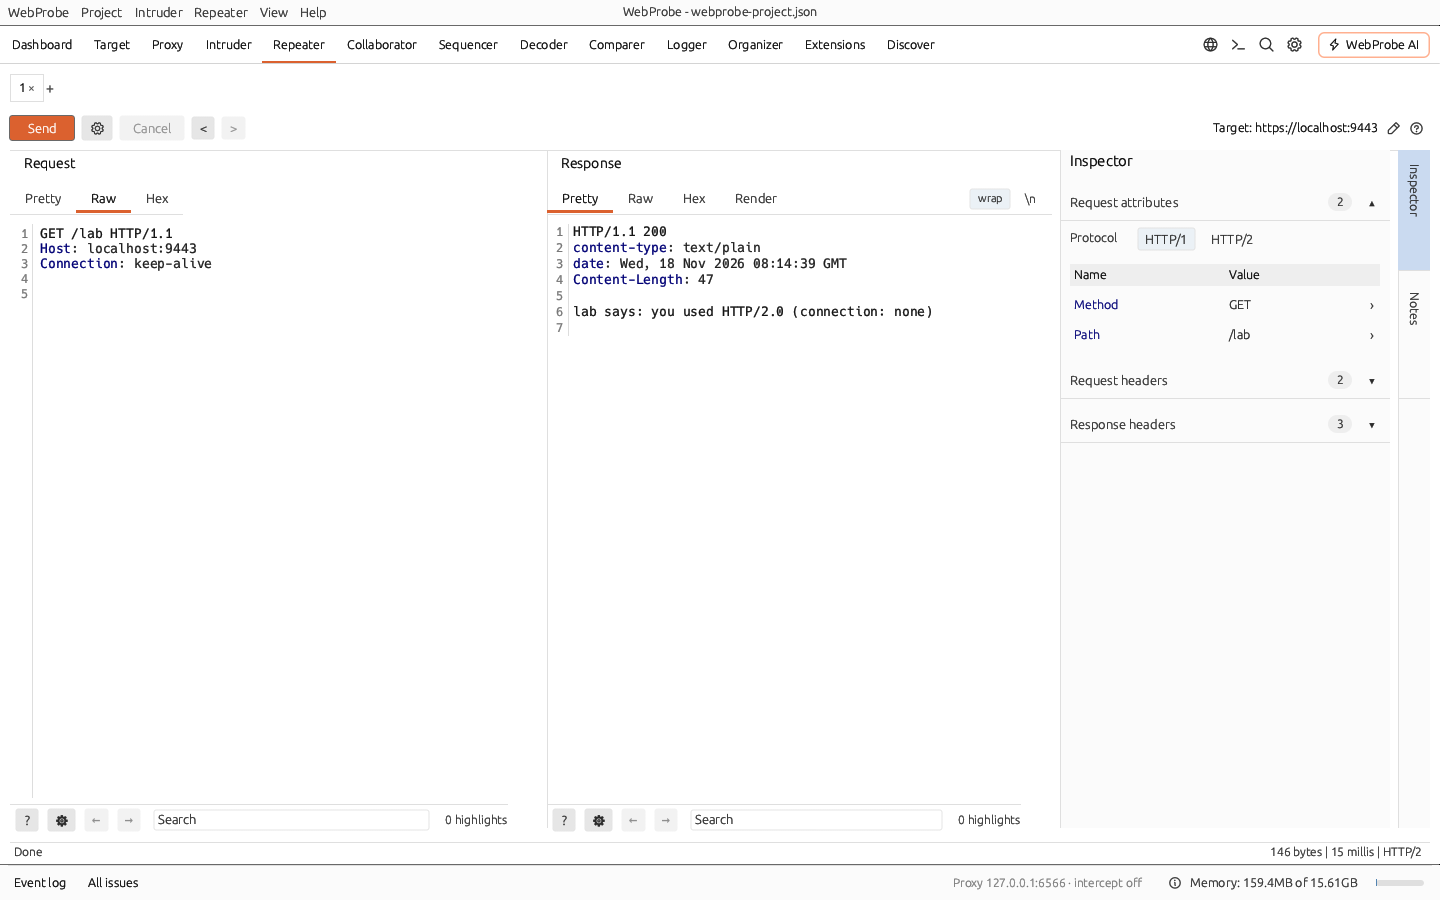 WebProbe Project Intruder Repeater View Help WebProbe - webprobe-project.json
Dashboard Target Proxy Intruder Repeater Collaborator Sequencer Decoder Comparer Logger Organizer Extensions Discover WebProbe AI
1 × +
Send Cancel < > Target: https://localhost:9443
Request
Pretty Raw Hex
1 GET /lab HTTP/1.1
2 Host: localhost:9443
3 Connection: keep-alive
4
5
? ← → Search 0 highlights
Response
Pretty Raw Hex Render wrap \n
1 HTTP/1.1 200
2 content-type: text/plain
3 date: Wed, 18 Nov 2026 08:14:39 GMT
4 Content-Length: 47
5
6 lab says: you used HTTP/2.0 (connection: none)
7
? ← → Search 0 highlights
Inspector
Request attributes 2 ▴
Protocol HTTP/1 HTTP/2
Name Value
Method GET ›
Path /lab ›
Request headers 2 ▾
Response headers 3 ▾
Inspector
Notes
Done 146 bytes | 15 millis | HTTP/2
Event log All issues Proxy 127.0.0.1:6566 · intercept off Memory: 159.4MB of 15.61GB